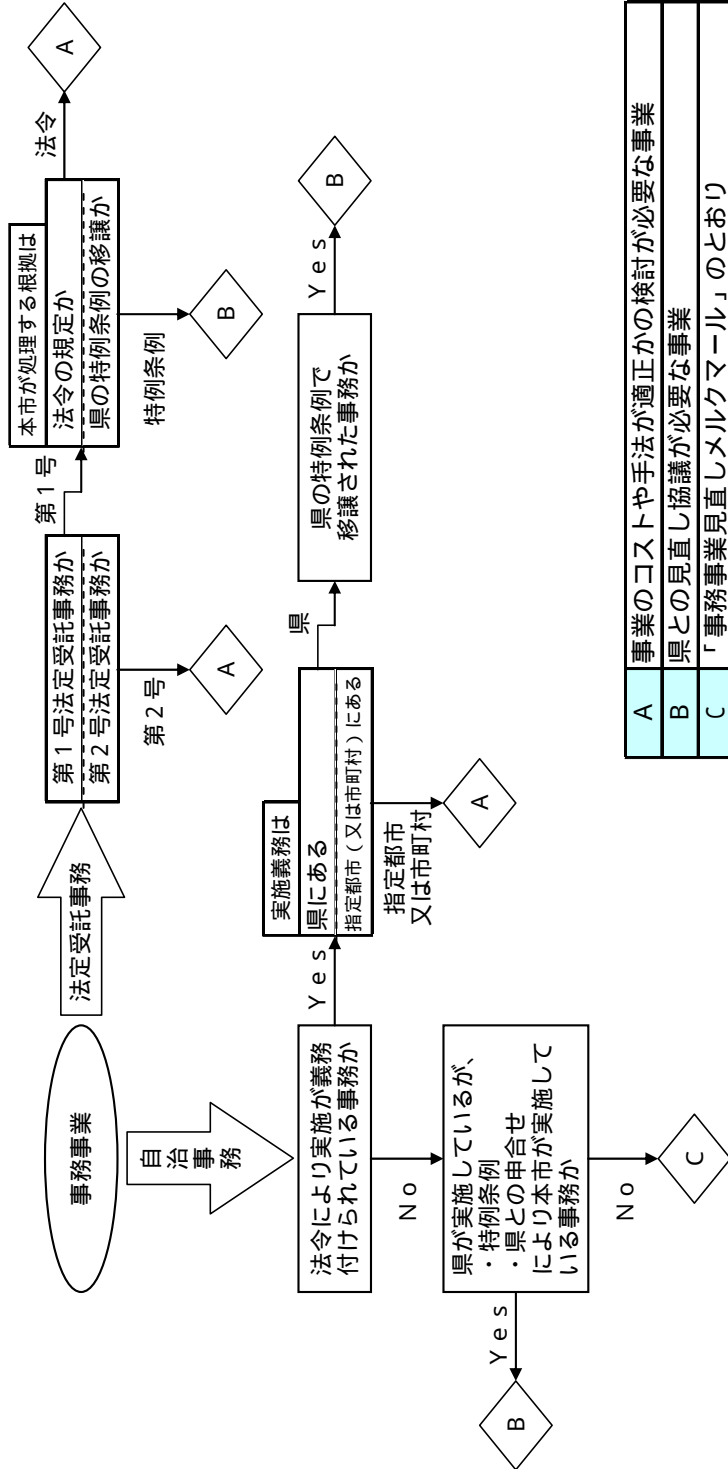 事務事業
法定受託事務
第１号法定受託事務か
第２号法定受託事務か
第１号
第２号
A
本市が処理する根拠は
法令の規定か
県の特例条例の移譲か
法令
A
特例条例
B
自治事
務
法令により実施が義務
付けられている事務か
Ｙｅｓ
実施義務は
県にある
指定都市（又は市町村）にある
県
県の特例条例で
移譲された事務か
Ｙｅｓ
B
指定都市
又は市町村
A
Ｎｏ
県が実施しているが、
・特例条例
・県との申合せ
により本市が実施して
いる事務か
Ｙｅｓ
B
Ｎｏ
C
A 事業のコストや手法が適正かの検討が必要な事業
B 県との見直し協議が必要な事業
C 「事務事業見直しメルクマール」のとおり